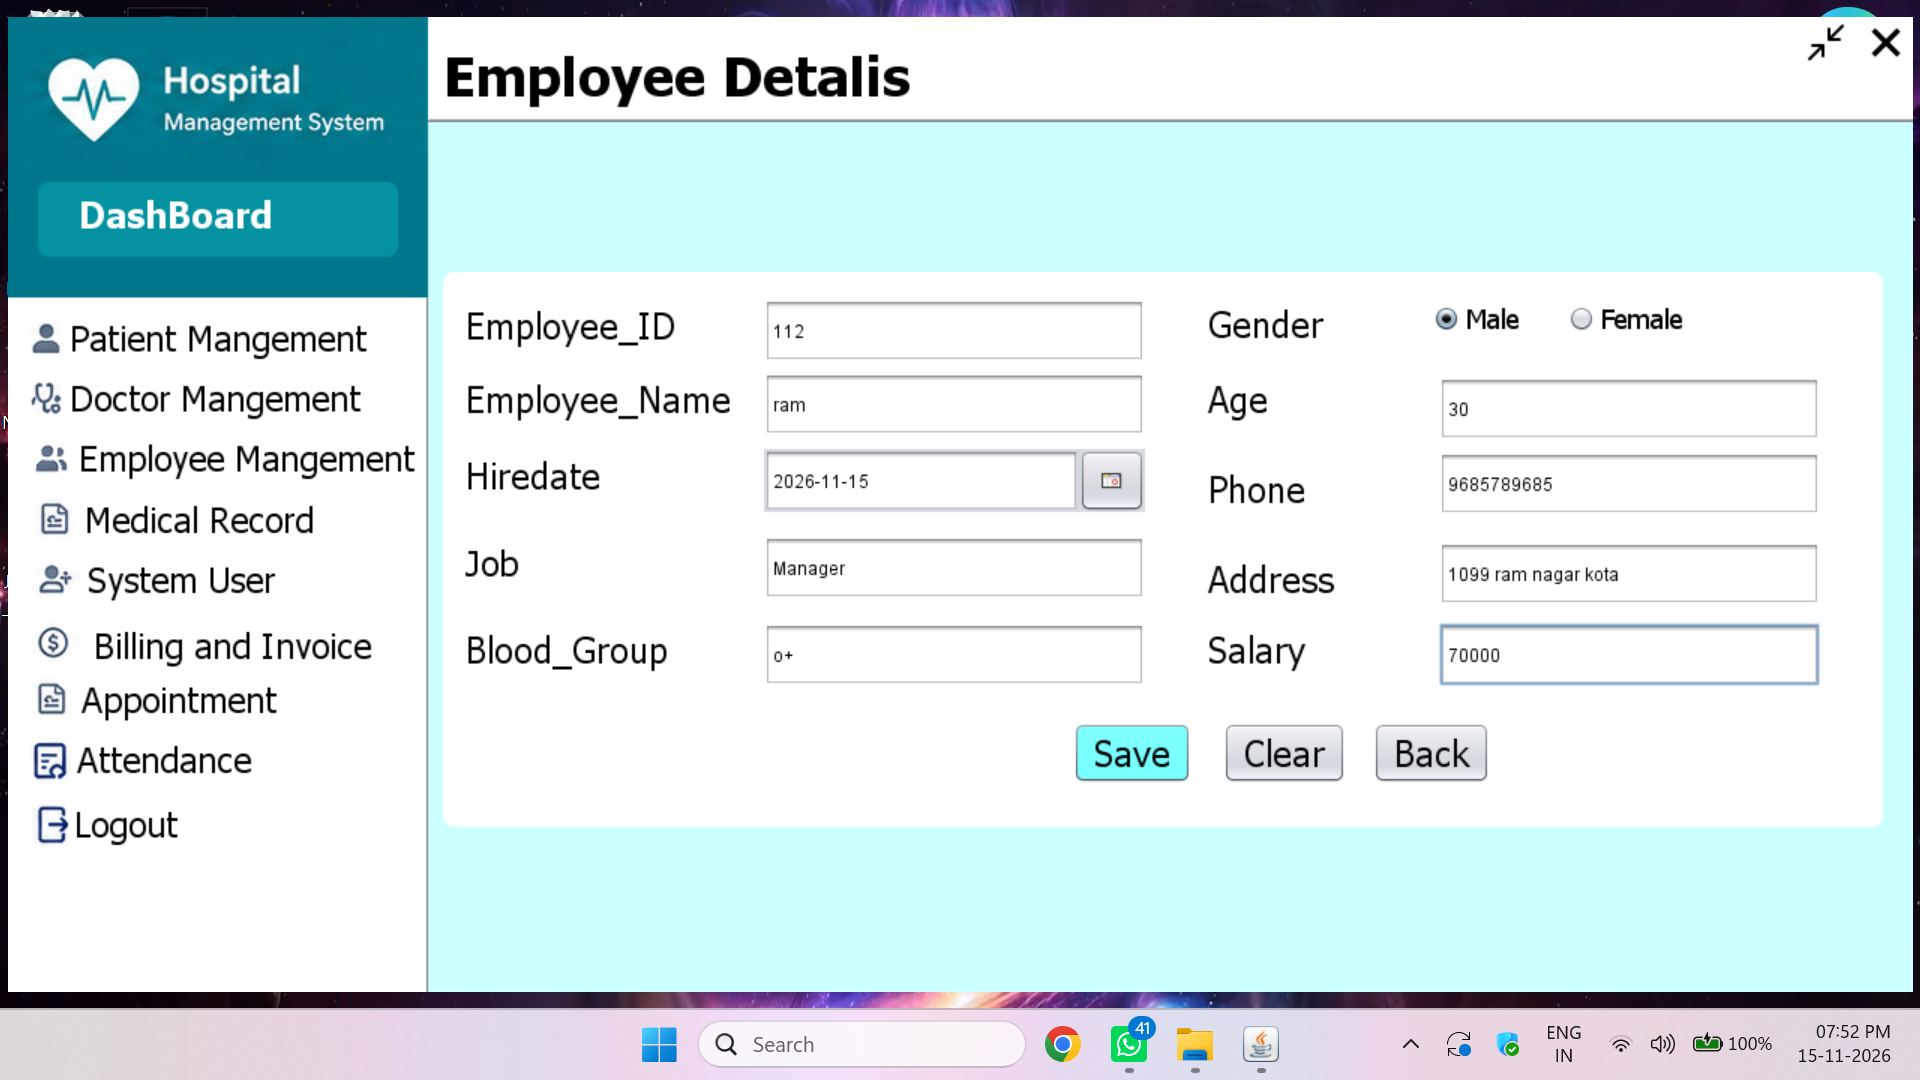 Hospital
Management System
DashBoard
Patient Mangement
Doctor Mangement
Employee Mangement
Medical Record
System User
Billing and Invoice
Appointment
Attendance
Logout
Employee Detalis
Employee_ID 112
Gender Male Female
Employee_Name ram
Age 30
Hiredate 2026-11-15
Phone 9685789685
Job Manager
Address 1099 ram nagar kota
Blood_Group o+
Salary 70000
Save Clear Back
Search
41
ENG
IN
100%
07:52 PM
15-11-2026